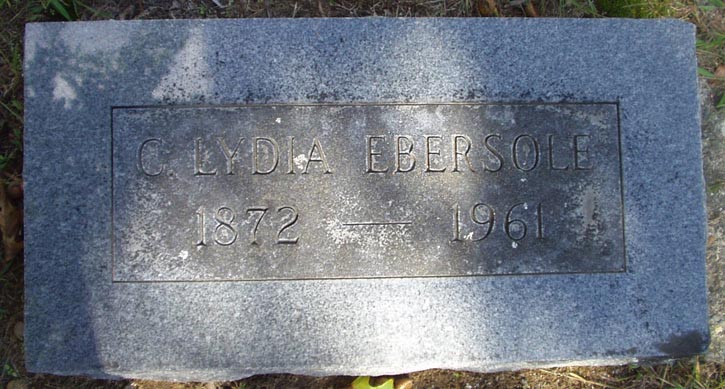 C. LYDIA EBERSOLE
1872 — 1961